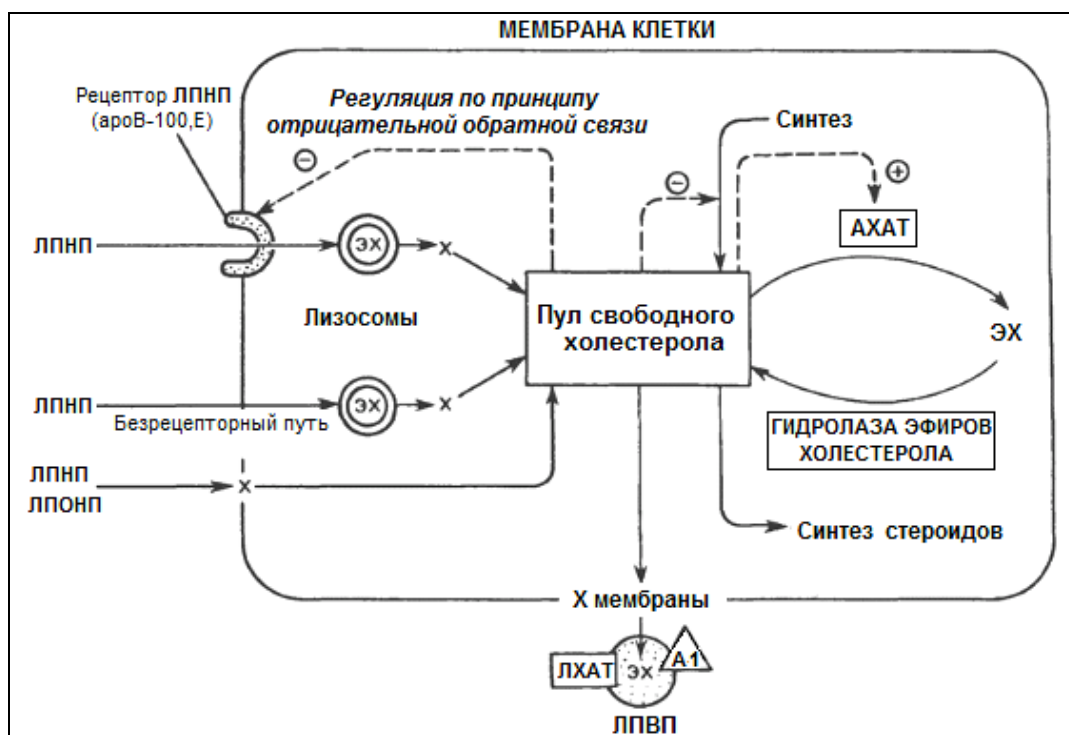 МЕМБРАНА КЛЕТКИ
Рецептор ЛПНП
(апоВ-100,Е)
Регуляция по принципу
отрицательной обратной связи
Синтез
−
−
+
АХАТ
ЛПНП
ЭХ
Х
Лизосомы
Пул свободного
холестерола
ЭХ
ЛПНП
ЭХ
Х
Безрецепторный путь
ГИДРОЛАЗА ЭФИРОВ
ХОЛЕСТЕРОЛА
ЛПНП
ЛПОНП
Х
Синтез стероидов
Х мембраны
ЛХАТ
ЭХ
А1
ЛПВП